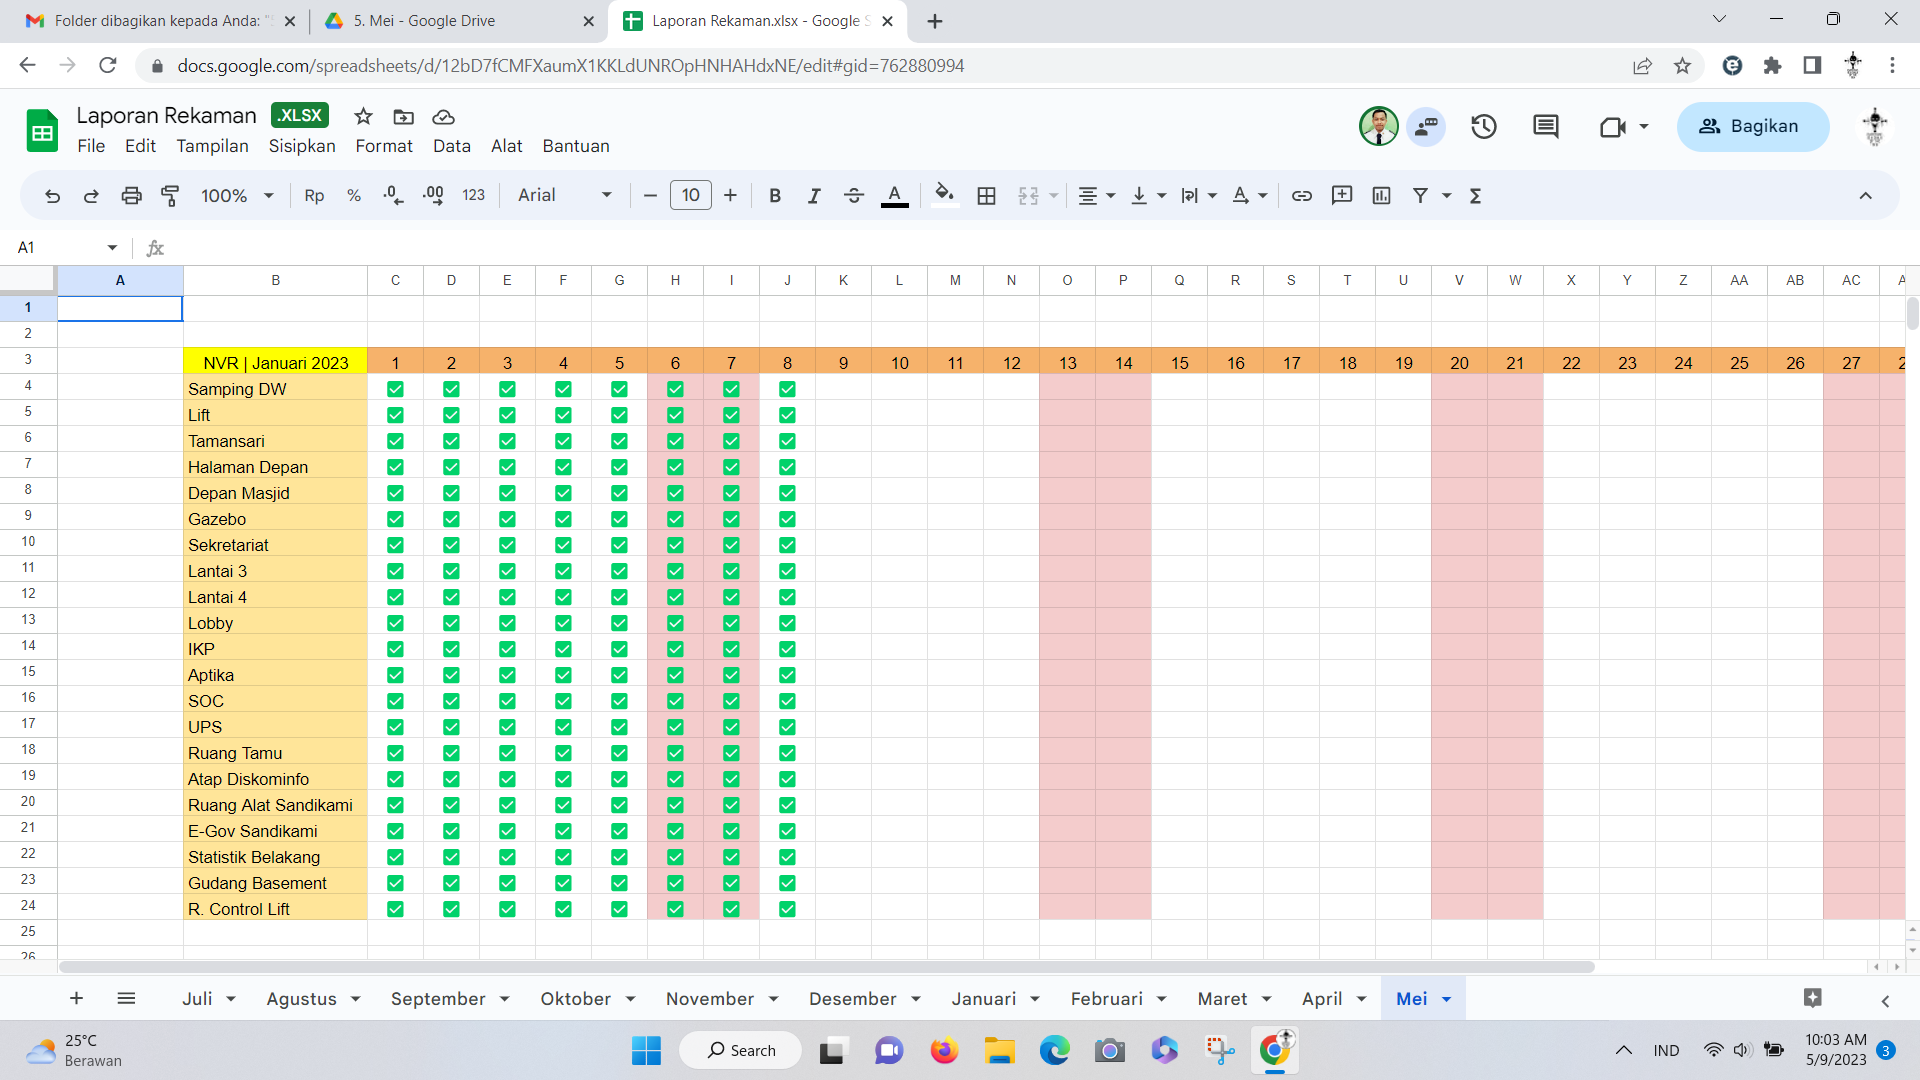 Folder dibagikan kepada Anda: "
5. Mei - Google Drive
Laporan Rekaman.xlsx - Google S
docs.google.com/spreadsheets/d/12bD7fCMFXaumX1KKLdUNROpHNHAHdxNE/edit#gid=762880994
Laporan Rekaman .XLSX
File Edit Tampilan Sisipkan Format Data Alat Bantuan
Bagikan
100% Rp % .0 .00 123 Arial 10 B I S A
A1 fx
A B C D E F G H I J K L M N O P Q R S T U V W X Y Z AA AB AC A
1
2
3 NVR | Januari 2023 1 2 3 4 5 6 7 8 9 10 11 12 13 14 15 16 17 18 19 20 21 22 23 24 25 26 27 2
4 Samping DW
5 Lift
6 Tamansari
7 Halaman Depan
8 Depan Masjid
9 Gazebo
10 Sekretariat
11 Lantai 3
12 Lantai 4
13 Lobby
14 IKP
15 Aptika
16 SOC
17 UPS
18 Ruang Tamu
19 Atap Diskominfo
20 Ruang Alat Sandikami
21 E-Gov Sandikami
22 Statistik Belakang
23 Gudang Basement
24 R. Control Lift
25
26
Juli Agustus September Oktober November Desember Januari Februari Maret April Mei
25°C
Berawan
Search
IND
10:03 AM
5/9/2023
3